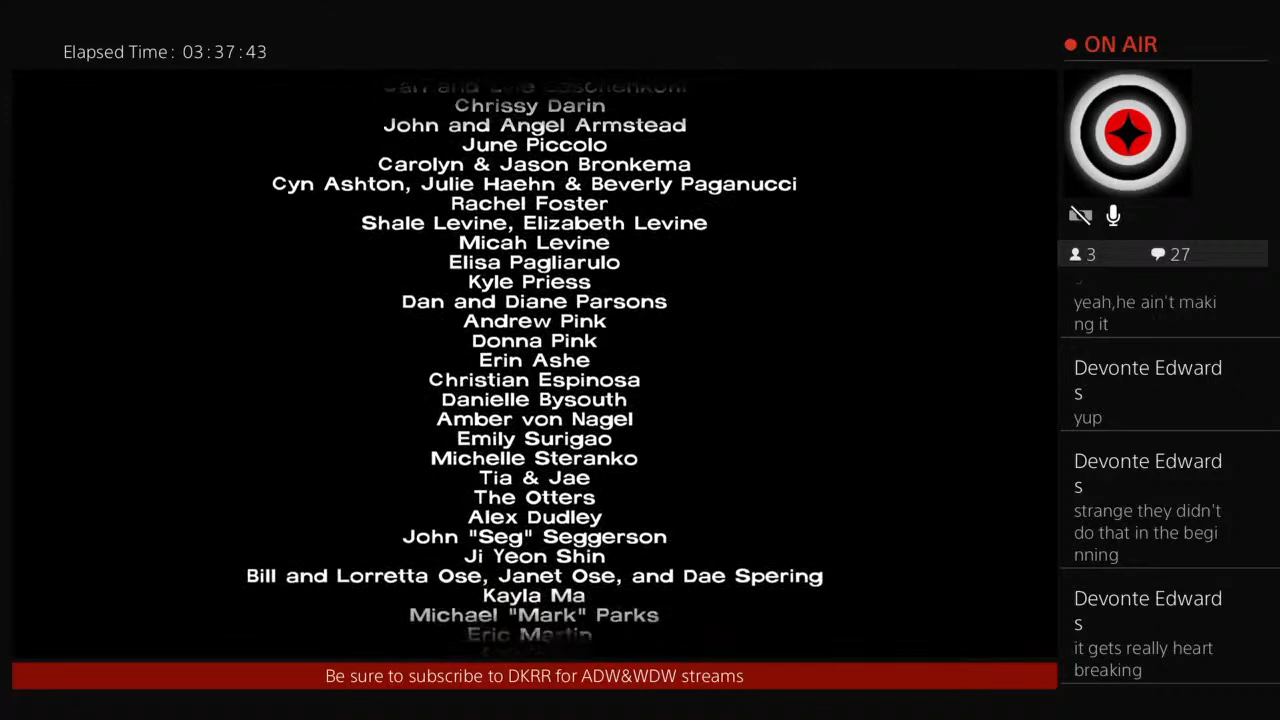 Elapsed Time: 03:37:43
Chrissy Darin
John and Angel Armstead
June Piccolo
Carolyn & Jason Bronkema
Cyn Ashton, Julie Haehn & Beverly Paganucci
Rachel Foster
Shale Levine, Elizabeth Levine
Micah Levine
Elisa Pagliarulo
Kyle Priess
Dan and Diane Parsons
Andrew Pink
Donna Pink
Erin Ashe
Christian Espinosa
Danielle Bysouth
Amber von Nagel
Emily Surigao
Michelle Steranko
Tia & Jae
The Otters
Alex Dudley
John "Seg" Seggerson
Ji Yeon Shin
Bill and Lorretta Ose, Janet Ose, and Dae Spering
Kayla Ma
Michael "Mark" Parks
Eric Martin
Be sure to subscribe to DKRR for ADW&WDW streams
ON AIR
3 27
yeah,he ain't maki
ng it
Devonte Edward
s
yup
Devonte Edward
s
strange they didn't
do that in the begi
nning
Devonte Edward
s
it gets really heart
breaking